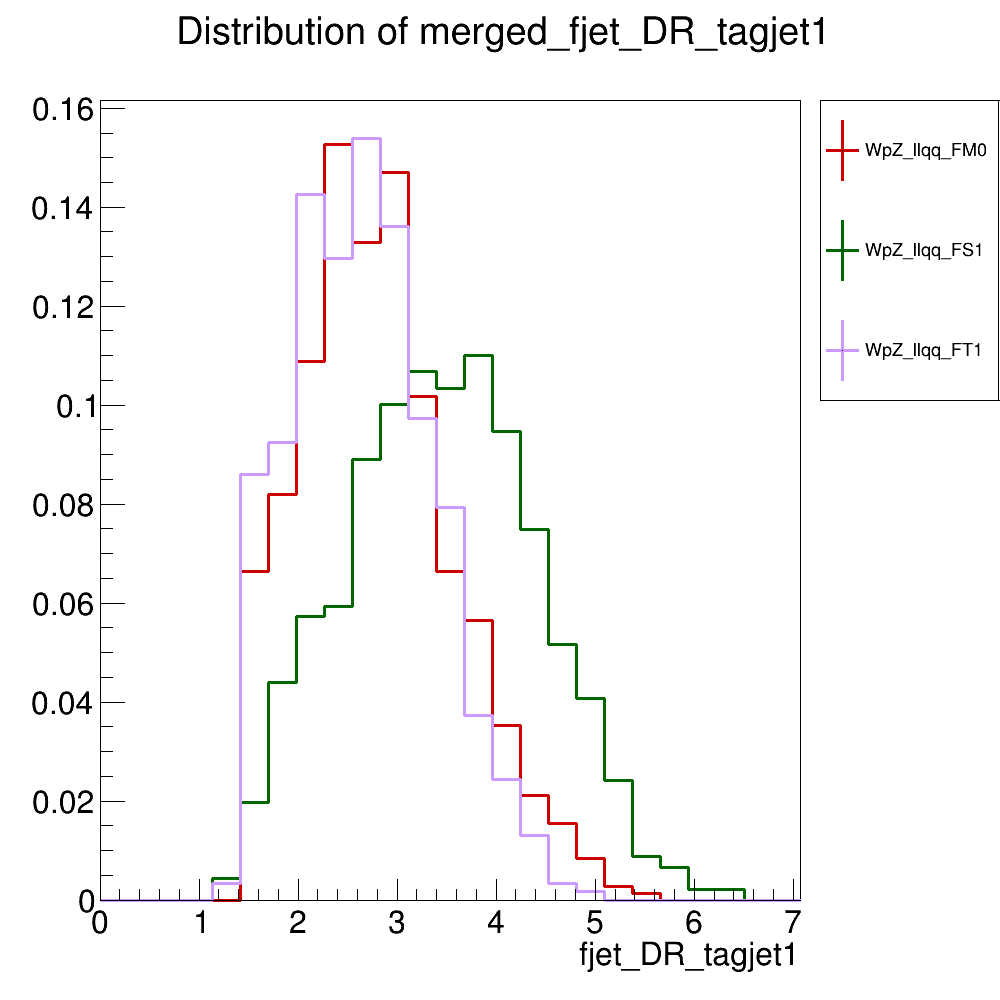 Distribution of merged_fjet_DR_tagjet1
0.16
0.14
0.12
0.1
0.08
0.06
0.04
0.02
0
0 1 2 3 4 5 6 7
fjet_DR_tagjet1
WpZ_llqq_FM0
WpZ_llqq_FS1
WpZ_llqq_FT1